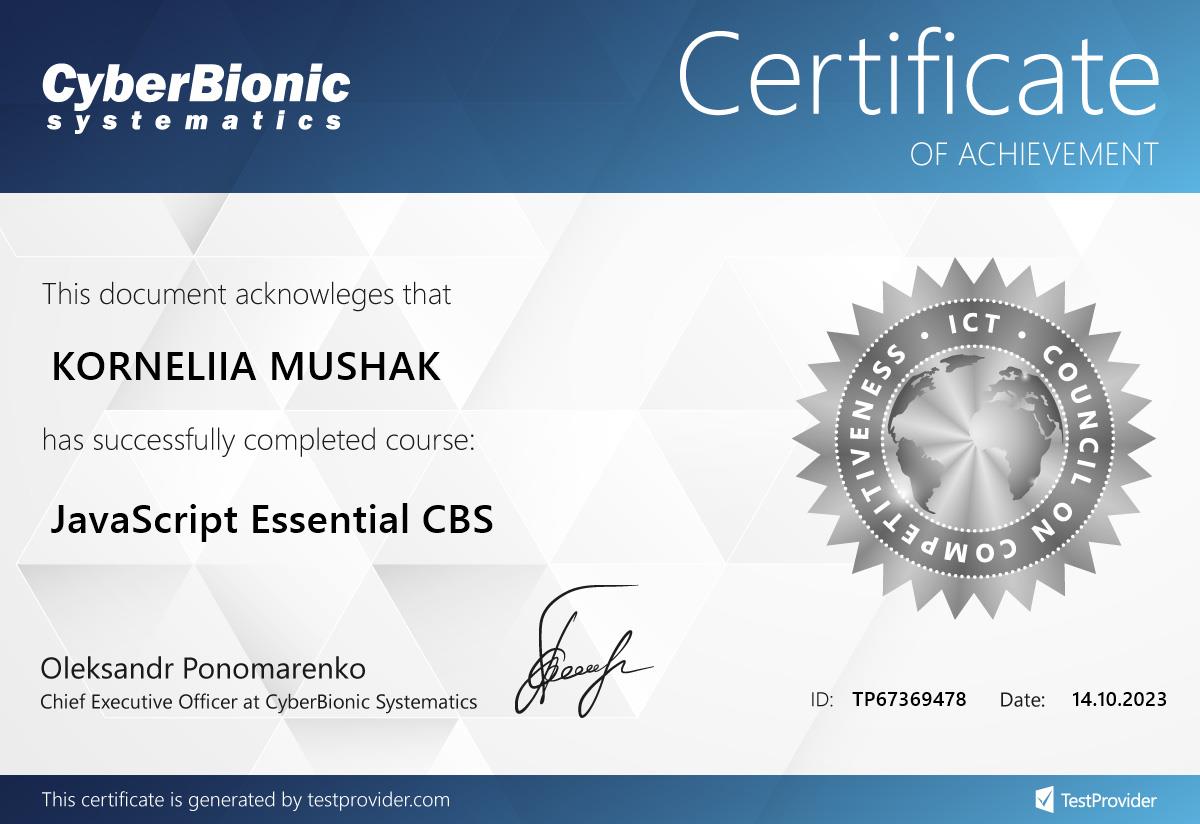 CyberBionic
systematics
Certificate
OF ACHIEVEMENT
This document acknowleges that
KORNELIIA MUSHAK
has successfully completed course:
JavaScript Essential CBS
ICT • COUNCIL ON COMPETITIVENESS •
Oleksandr Ponomarenko
Chief Executive Officer at CyberBionic Systematics
ID: TP67369478 Date: 14.10.2023
This certificate is generated by testprovider.com
TestProvider